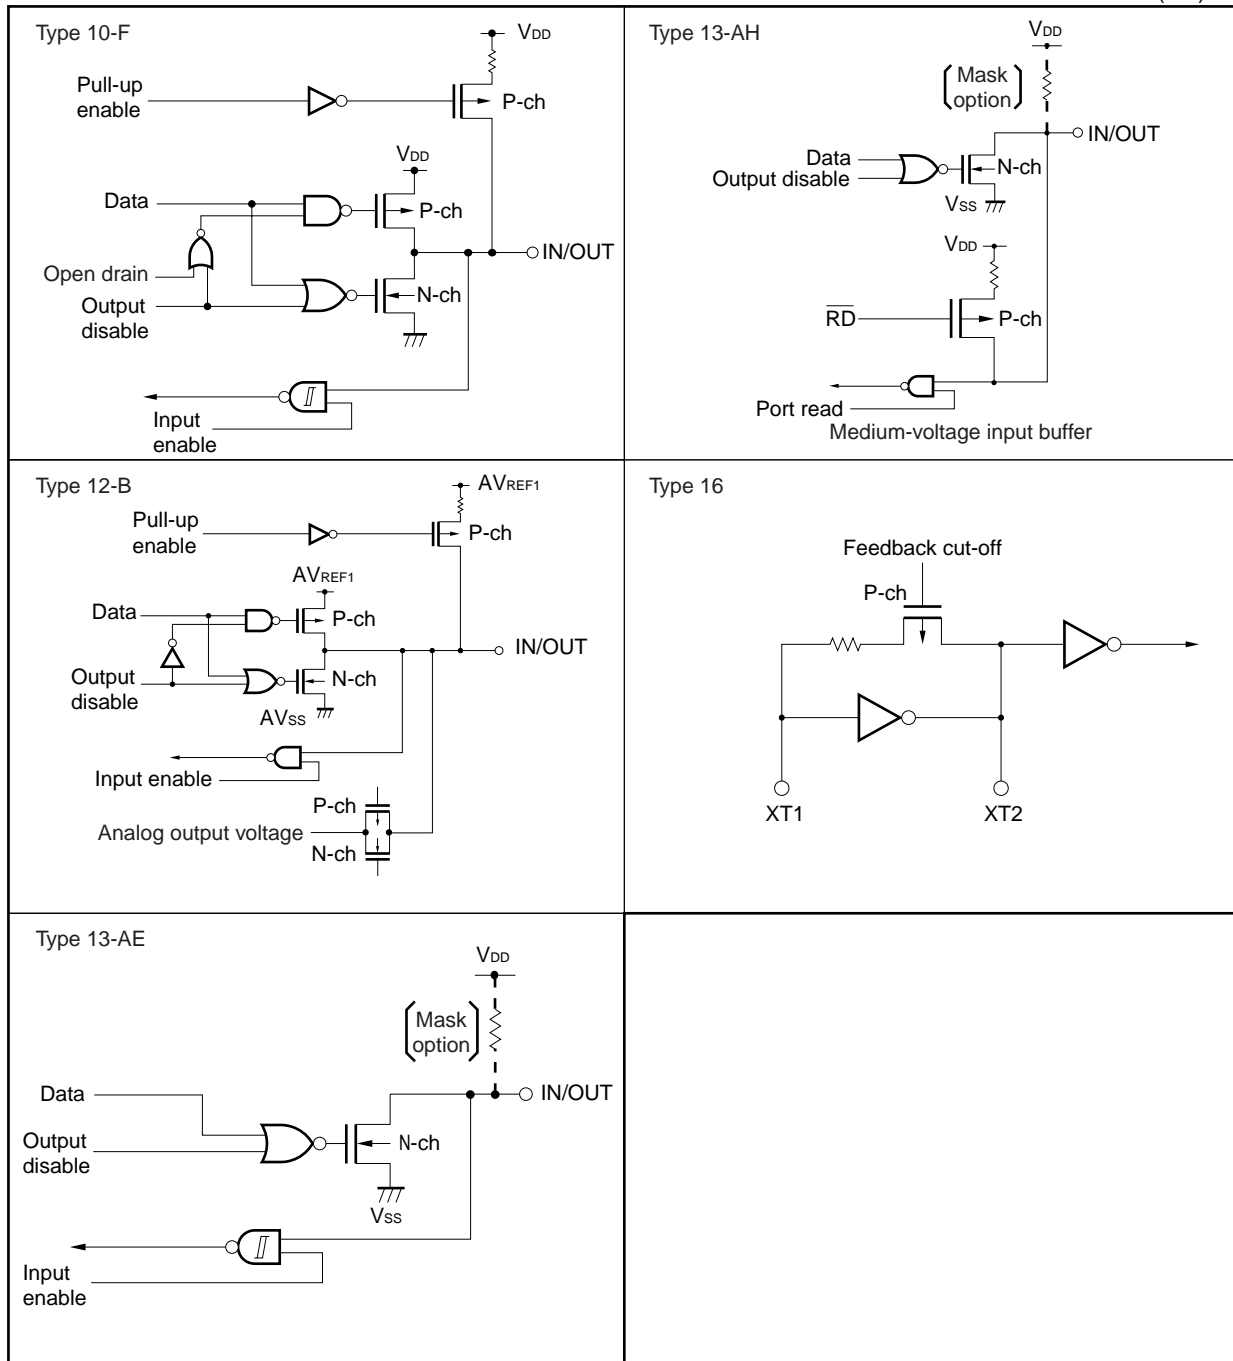 Type 10-F
VDD
Pull-up
enable
P-ch
VDD
Data
P-ch
IN/OUT
Open drain
Output
disable
N-ch
Input
enable
Type 13-AH
VDD
Mask
option
IN/OUT
Data
Output disable
N-ch
VSS
VDD
RD
P-ch
Port read
Medium-voltage input buffer
Type 12-B
AVREF1
Pull-up
enable
P-ch
AVREF1
Data
P-ch
IN/OUT
Output
disable
N-ch
AVSS
Input enable
P-ch
Analog output voltage
N-ch
Type 16
Feedback cut-off
P-ch
XT1
XT2
Type 13-AE
VDD
Mask
option
Data
IN/OUT
Output
disable
N-ch
VSS
Input
enable